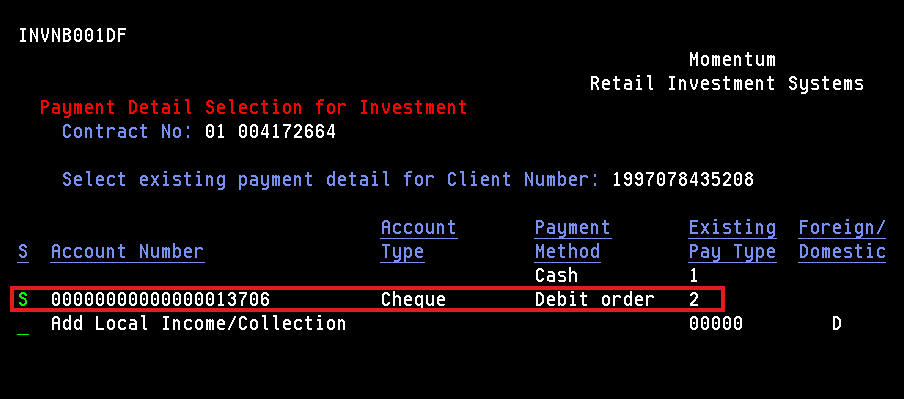 INVNB001DF
Momentum
Retail Investment Systems
Payment Detail Selection for Investment
Contract No: 01 004172664
Select existing payment detail for Client Number: 1997078435208
Account Payment Existing Foreign/
S Account Number Type Method Pay Type Domestic
Cash 1
S 00000000000000013706 Cheque Debit order 2
_ Add Local Income/Collection 00000 D